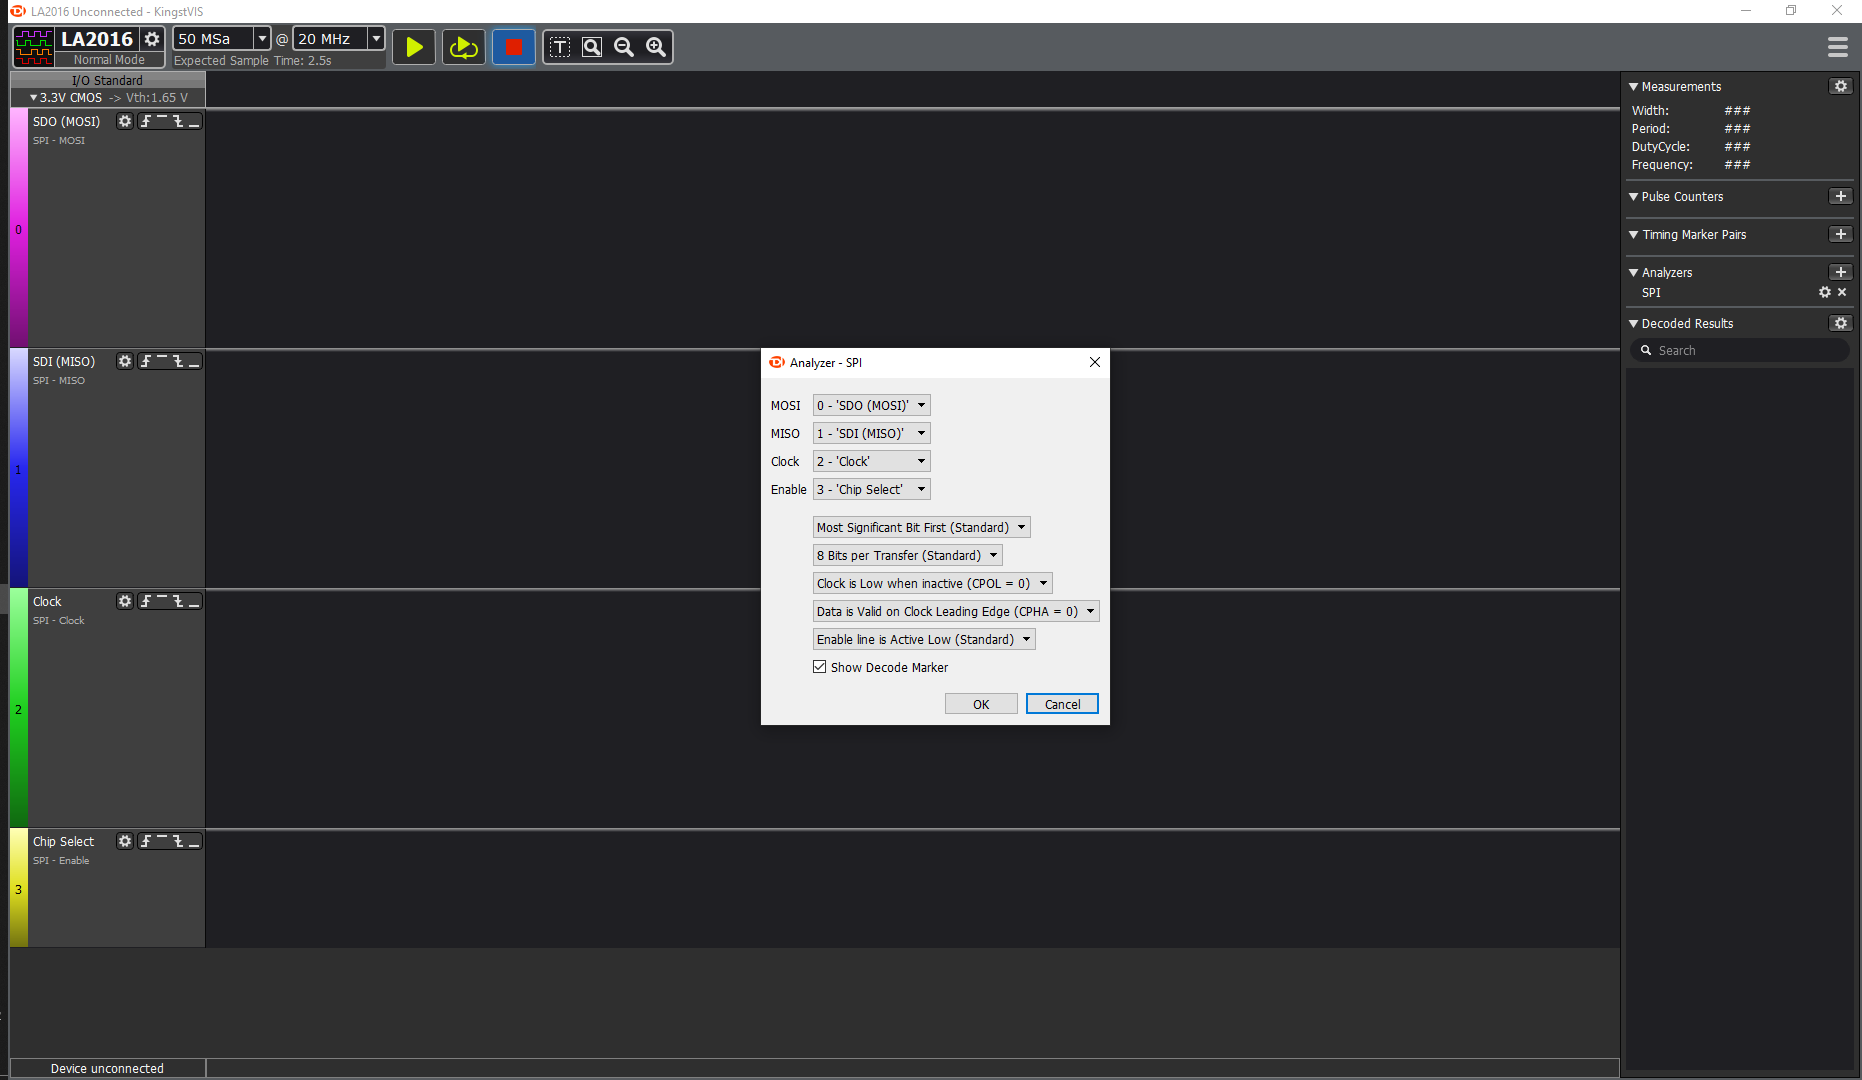 LA2016 Unconnected - KingstVIS
LA2016
Normal Mode
50 MSa @ 20 MHz
Expected Sample Time: 2.5s
T
I/O Standard
3.3V CMOS -> Vth:1.65 V
SDO (MOSI)
SPI - MOSI
0
SDI (MISO)
SPI - MISO
1
Clock
SPI - Clock
2
Chip Select
SPI - Enable
3
Device unconnected
Analyzer - SPI
MOSI 0 - 'SDO (MOSI)'
MISO 1 - 'SDI (MISO)'
Clock 2 - 'Clock'
Enable 3 - 'Chip Select'
Most Significant Bit First (Standard)
8 Bits per Transfer (Standard)
Clock is Low when inactive (CPOL = 0)
Data is Valid on Clock Leading Edge (CPHA = 0)
Enable line is Active Low (Standard)
Show Decode Marker
OK Cancel
Measurements
Width: ###
Period: ###
DutyCycle: ###
Frequency: ###
Pulse Counters
Timing Marker Pairs
Analyzers
SPI
Decoded Results
Search